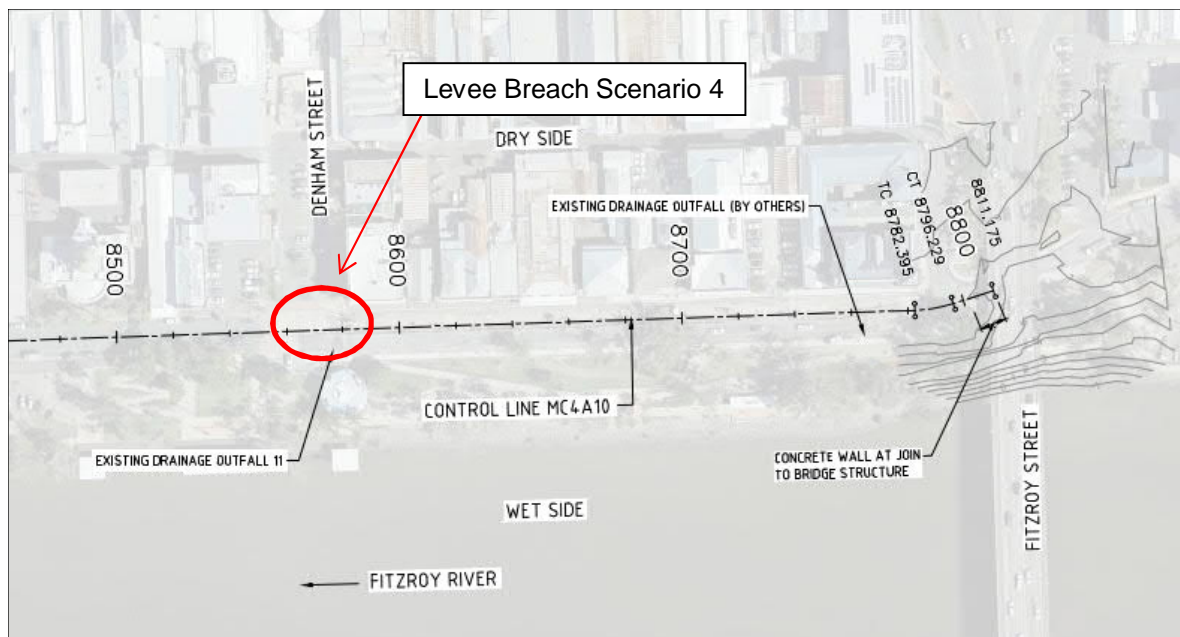 Levee Breach Scenario 4
DENHAM STREET
DRY SIDE
EXISTING DRAINAGE OUTFALL (BY OTHERS)
TC 8782.395
CT 8796.229
8800
8811.175
8500
8600
8700
CONTROL LINE MC4A10
EXISTING DRAINAGE OUTFALL 11
CONCRETE WALL AT JOIN
TO BRIDGE STRUCTURE
FITZROY STREET
WET SIDE
FITZROY RIVER